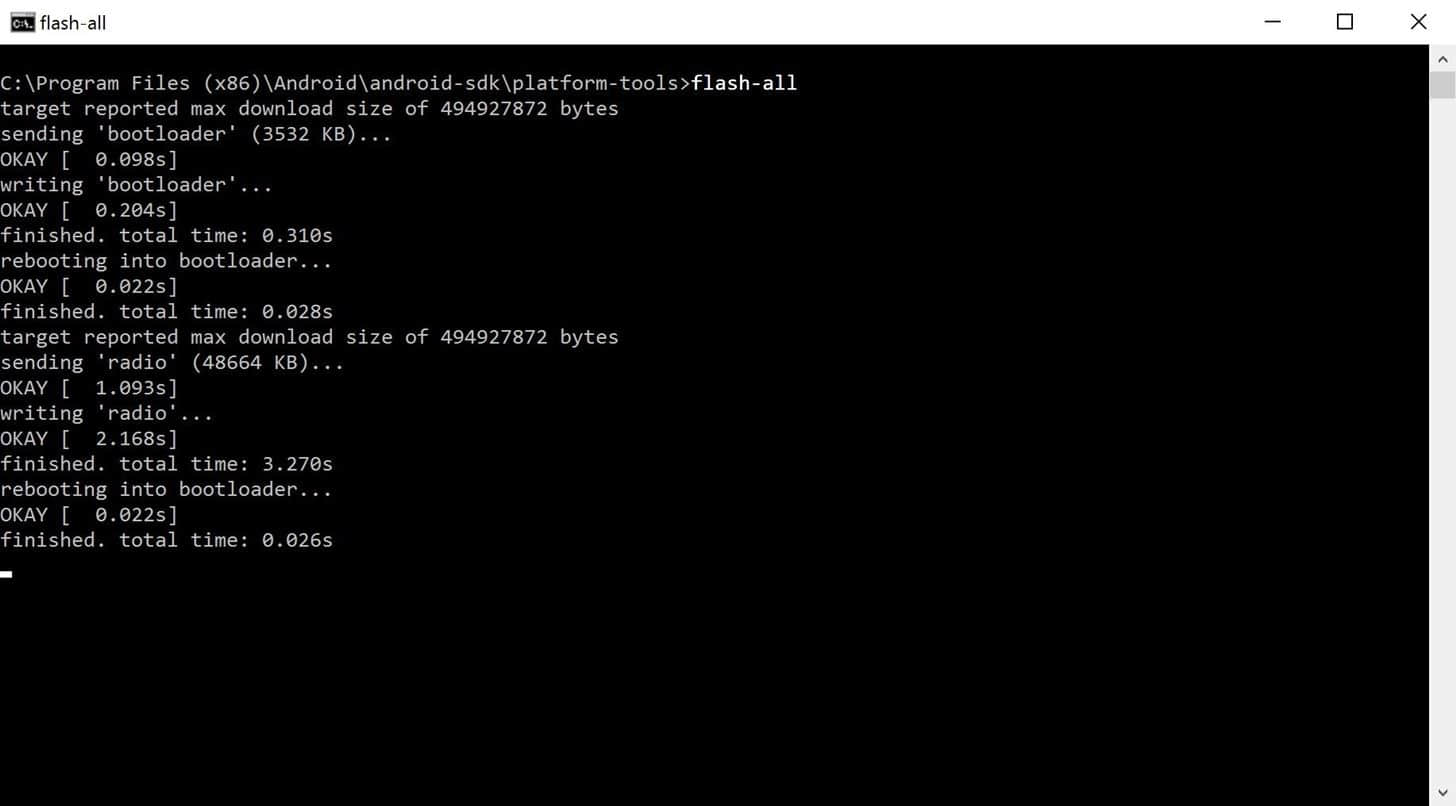 flash-all
C:\Program Files (x86)\Android\android-sdk\platform-tools>flash-all
target reported max download size of 494927872 bytes
sending 'bootloader' (3532 KB)...
OKAY [  0.098s]
writing 'bootloader'...
OKAY [  0.204s]
finished. total time: 0.310s
rebooting into bootloader...
OKAY [  0.022s]
finished. total time: 0.028s
target reported max download size of 494927872 bytes
sending 'radio' (48664 KB)...
OKAY [  1.093s]
writing 'radio'...
OKAY [  2.168s]
finished. total time: 3.270s
rebooting into bootloader...
OKAY [  0.022s]
finished. total time: 0.026s